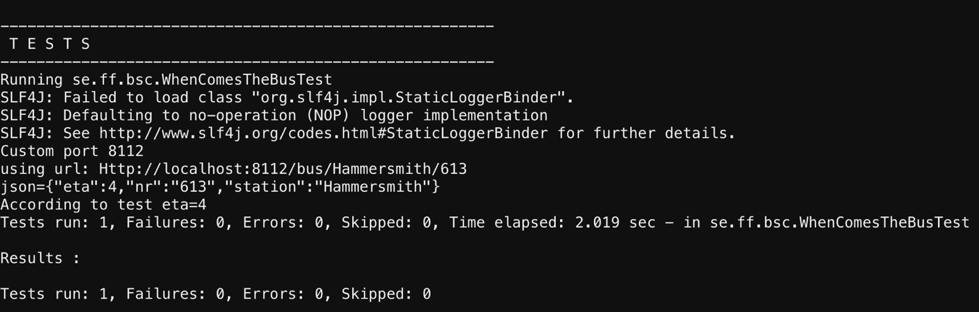 -------------------------------------------------------
T E S T S
-------------------------------------------------------
Running se.ff.bsc.WhenComesTheBusTest
SLF4J: Failed to load class "org.slf4j.impl.StaticLoggerBinder".
SLF4J: Defaulting to no-operation (NOP) logger implementation
SLF4J: See http://www.slf4j.org/codes.html#StaticLoggerBinder for further details.
Custom port 8112
using url: Http://localhost:8112/bus/Hammersmith/613
json={"eta":4,"nr":"613","station":"Hammersmith"}
According to test eta=4
Tests run: 1, Failures: 0, Errors: 0, Skipped: 0, Time elapsed: 2.019 sec - in se.ff.bsc.WhenComesTheBusTest
Results :
Tests run: 1, Failures: 0, Errors: 0, Skipped: 0